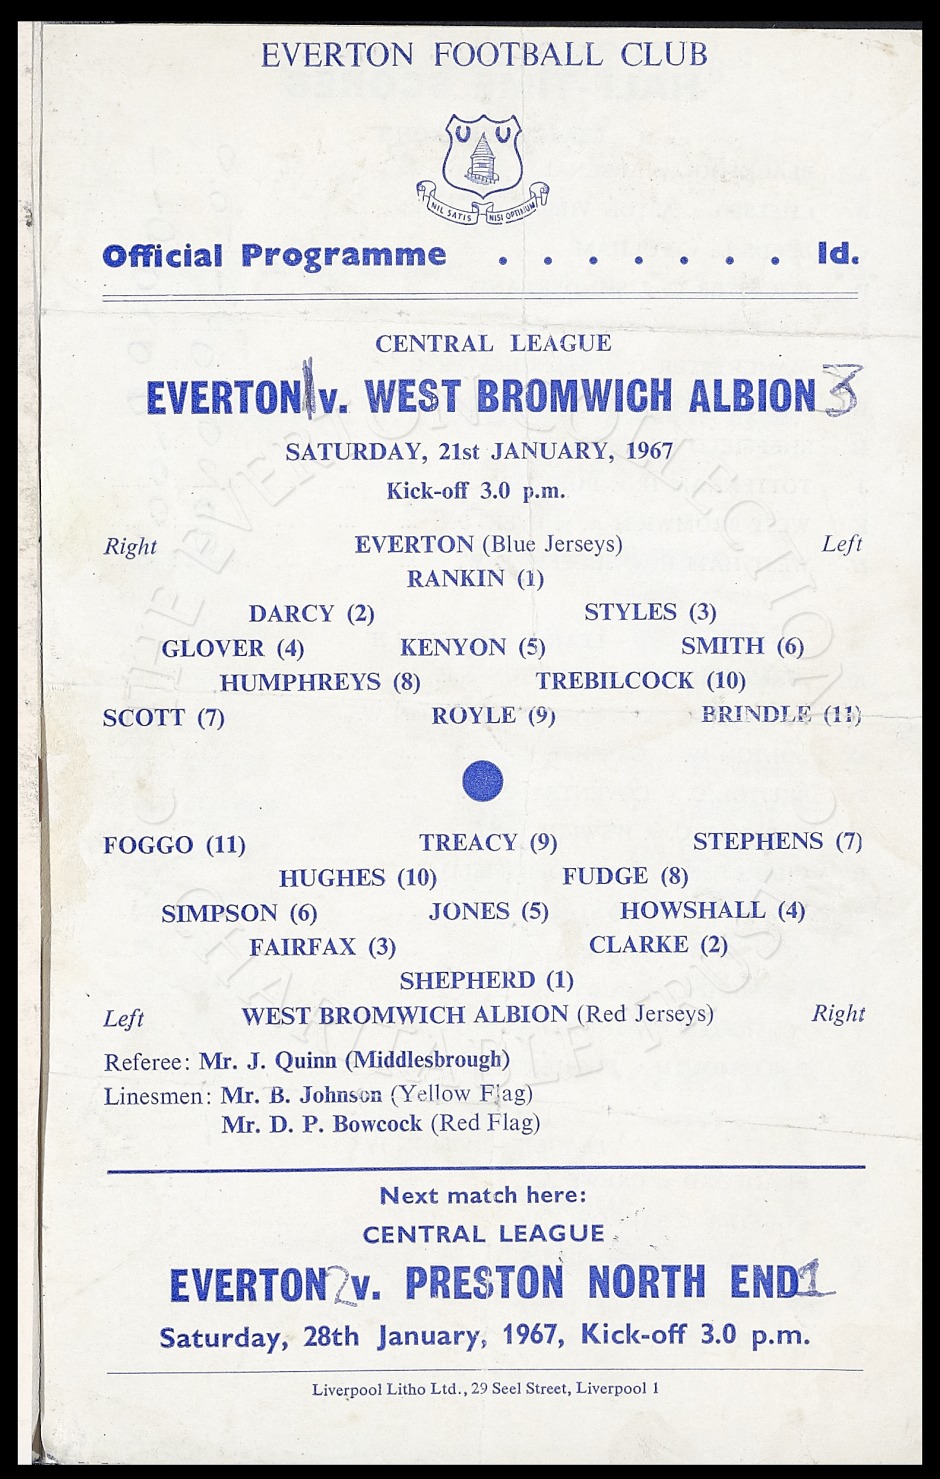 EVERTON FOOTBALL CLUB
NIL SATIS NISI OPTIMUM
Official Programme . . . . . . . 1d.
CENTRAL LEAGUE
EVERTON 1 v. WEST BROMWICH ALBION 3
SATURDAY, 21st JANUARY, 1967
Kick-off 3.0 p.m.
Right EVERTON (Blue Jerseys) Left
RANKIN (1)
DARCY (2) STYLES (3)
GLOVER (4) KENYON (5) SMITH (6)
HUMPHREYS (8) TREBILCOCK (10)
SCOTT (7) ROYLE (9) BRINDLE (11)
FOGGO (11) TREACY (9) STEPHENS (7)
HUGHES (10) FUDGE (8)
SIMPSON (6) JONES (5) HOWSHALL (4)
FAIRFAX (3) CLARKE (2)
SHEPHERD (1)
Left WEST BROMWICH ALBION (Red Jerseys) Right
Referee: Mr. J. Quinn (Middlesbrough)
Linesmen: Mr. B. Johnson (Yellow Flag)
Mr. D. P. Bowcock (Red Flag)
Next match here:
CENTRAL LEAGUE
EVERTON 2 v. PRESTON NORTH END 1
Saturday, 28th January, 1967, Kick-off 3.0 p.m.
Liverpool Litho Ltd., 29 Seel Street, Liverpool 1
THE EVERTON COLLECTION
CHARITABLE TRUST